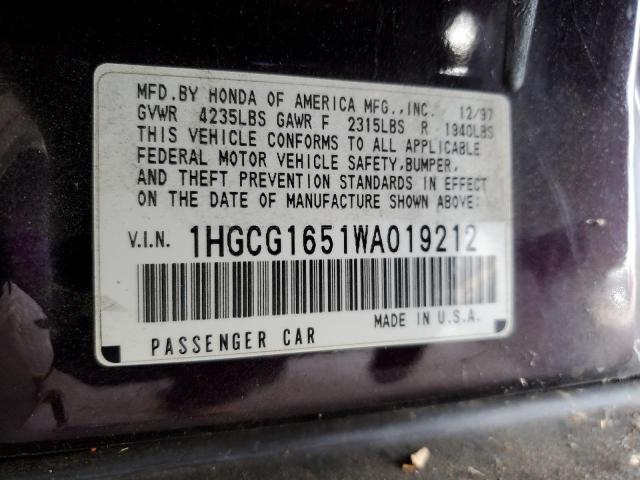 MFD.BY HONDA OF AMERICA MFG.,INC. 12/97
GVWR 4235LBS GAWR F 2315LBS R 1940LBS
THIS VEHICLE CONFORMS TO ALL APPLICABLE
FEDERAL MOTOR VEHICLE SAFETY,BUMPER,
AND THEFT PREVENTION STANDARDS IN EFFECT
ON THE DATE OF MANUFACTURE SHOWN ABOVE:
V.I.N. 1HGCG1651WA019212
PASSENGER CAR MADE IN U.S.A.